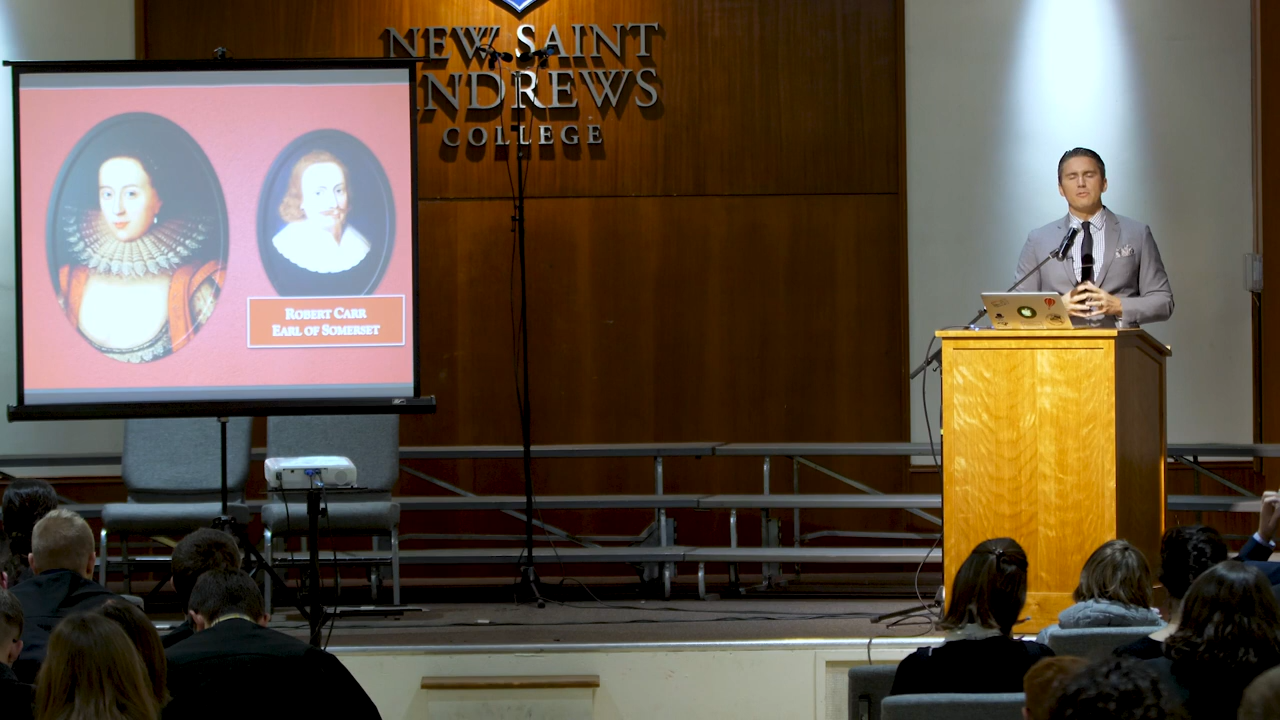 NEW SAINT
ANDREWS
COLLEGE
ROBERT CARR
EARL OF SOMERSET